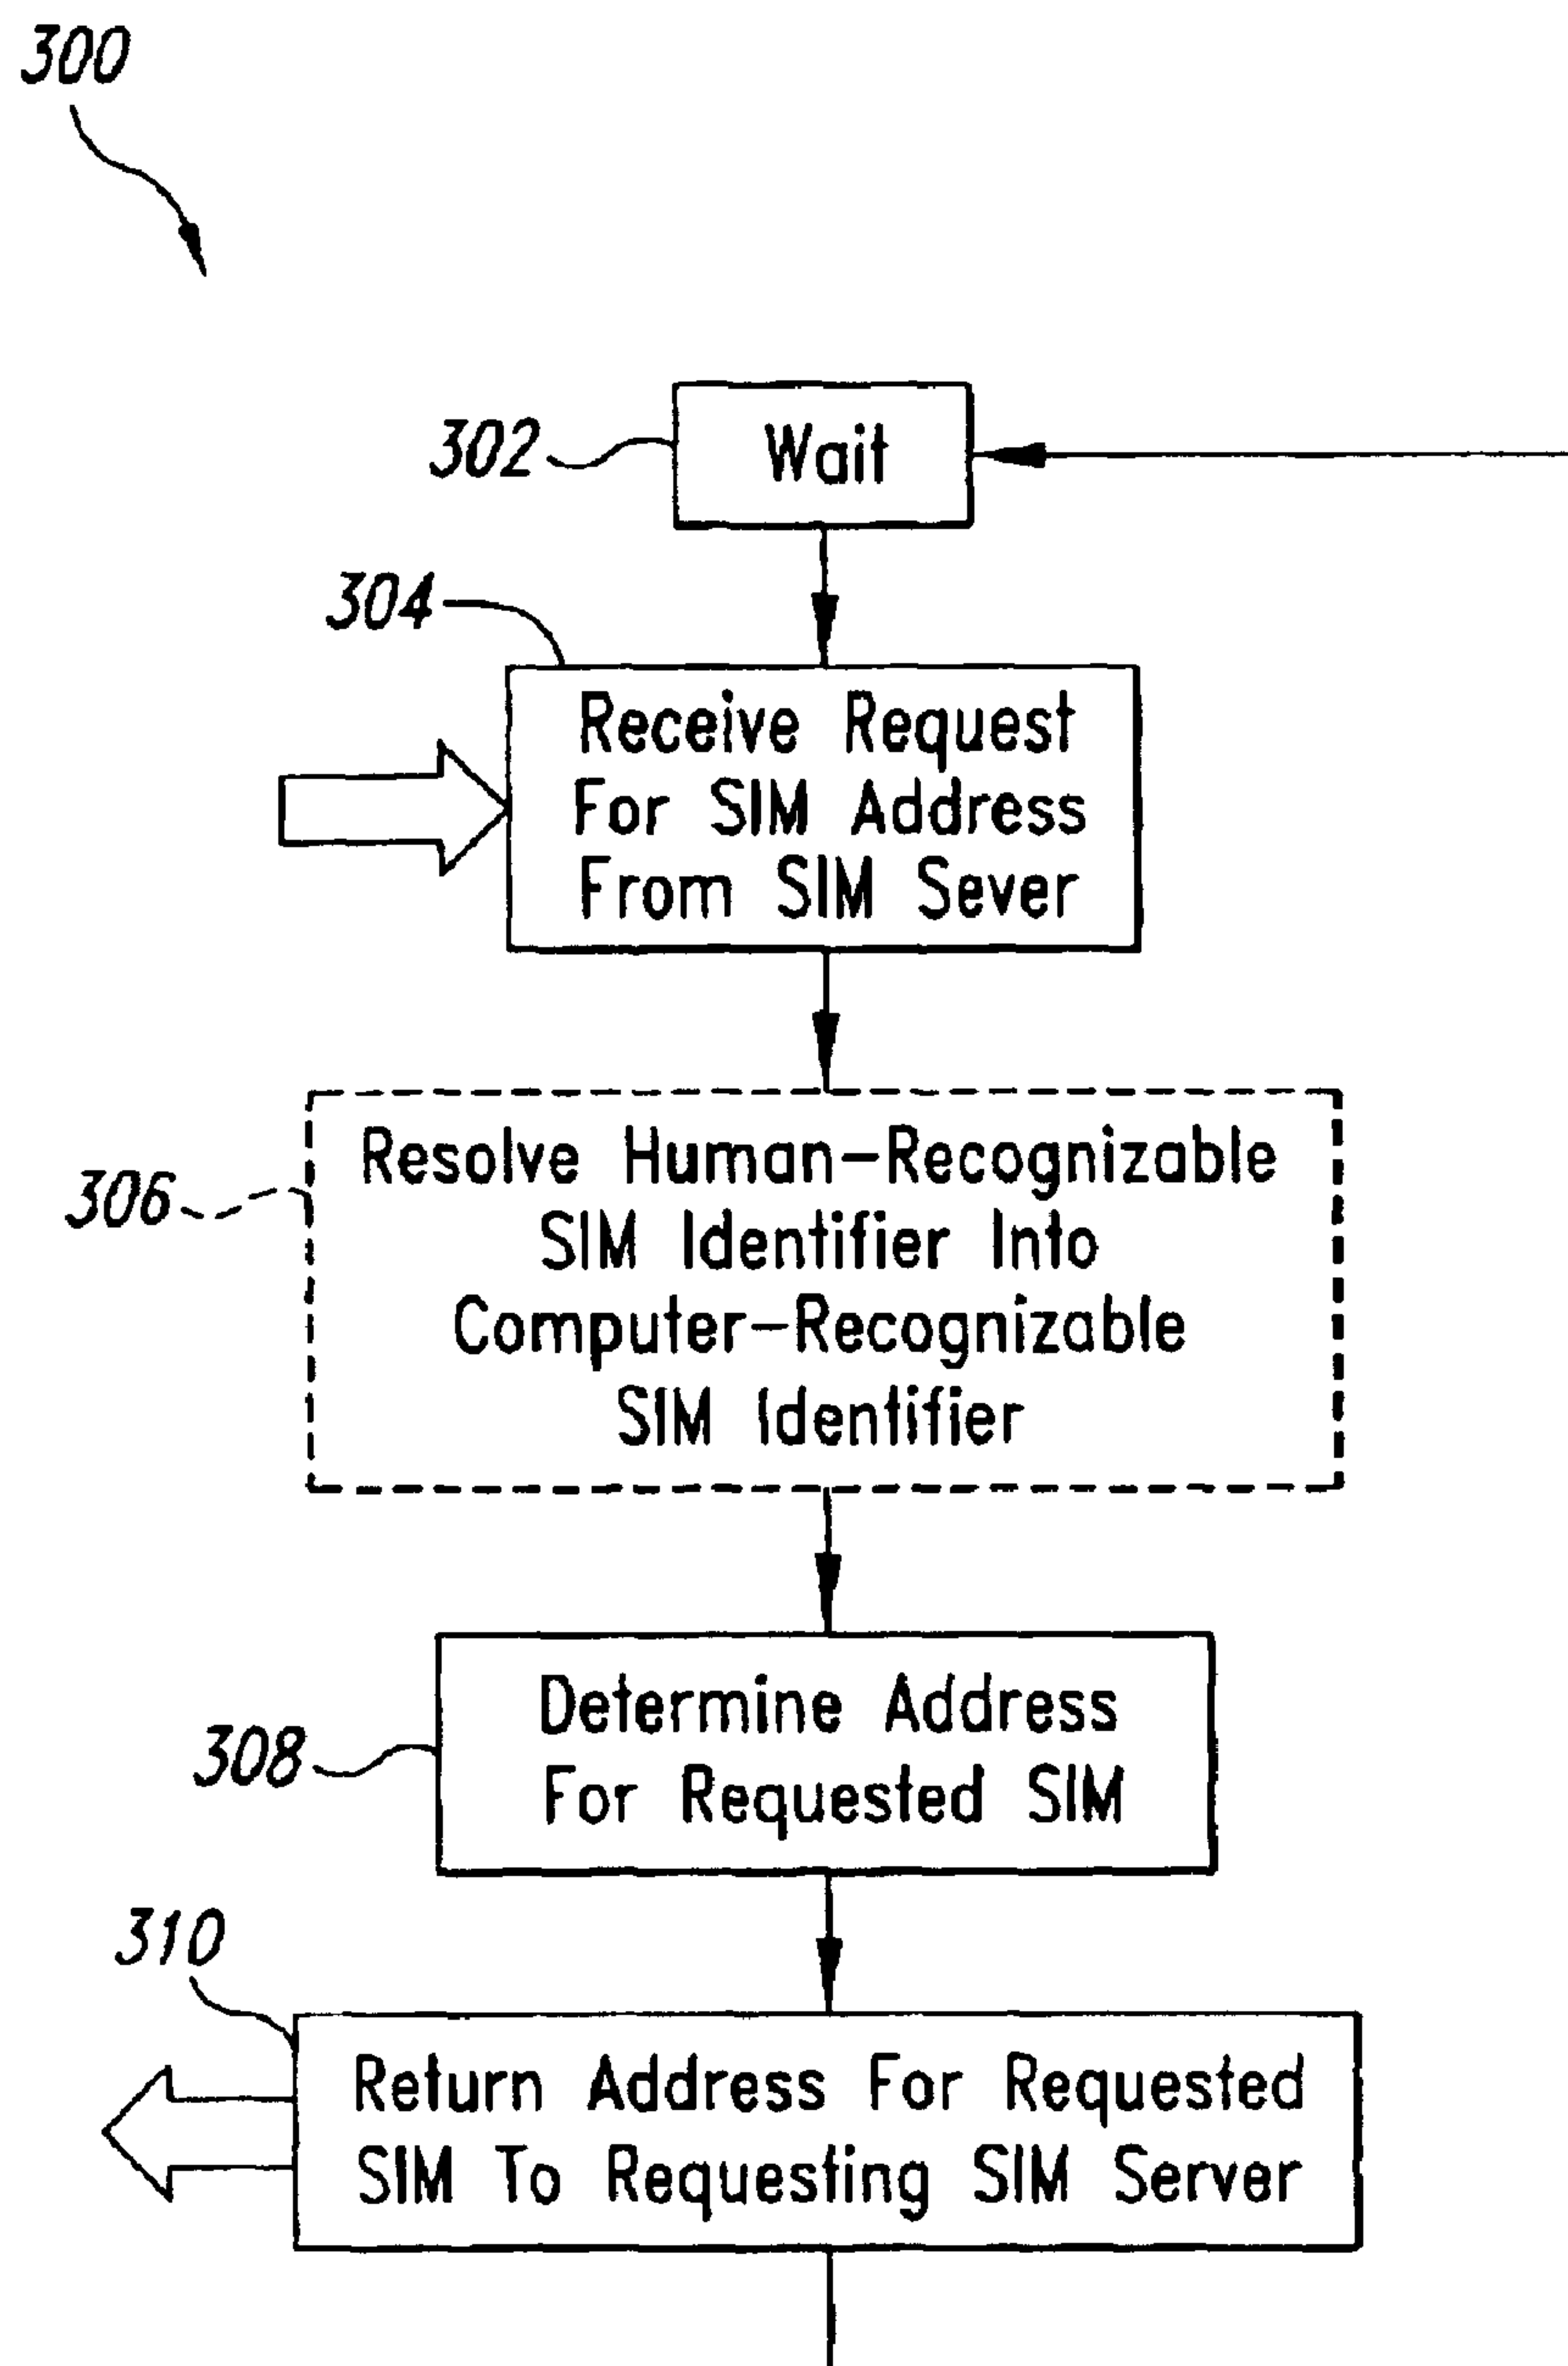 300
302
Wait
304
Receive Request
For SIM Address
From SIM Sever
306
Resolve Human-Recognizable
SIM Identifier Into
Computer-Recognizable
SIM Identifier
308
Determine Address
For Requested SIM
310
Return Address For Requested
SIM To Requesting SIM Server